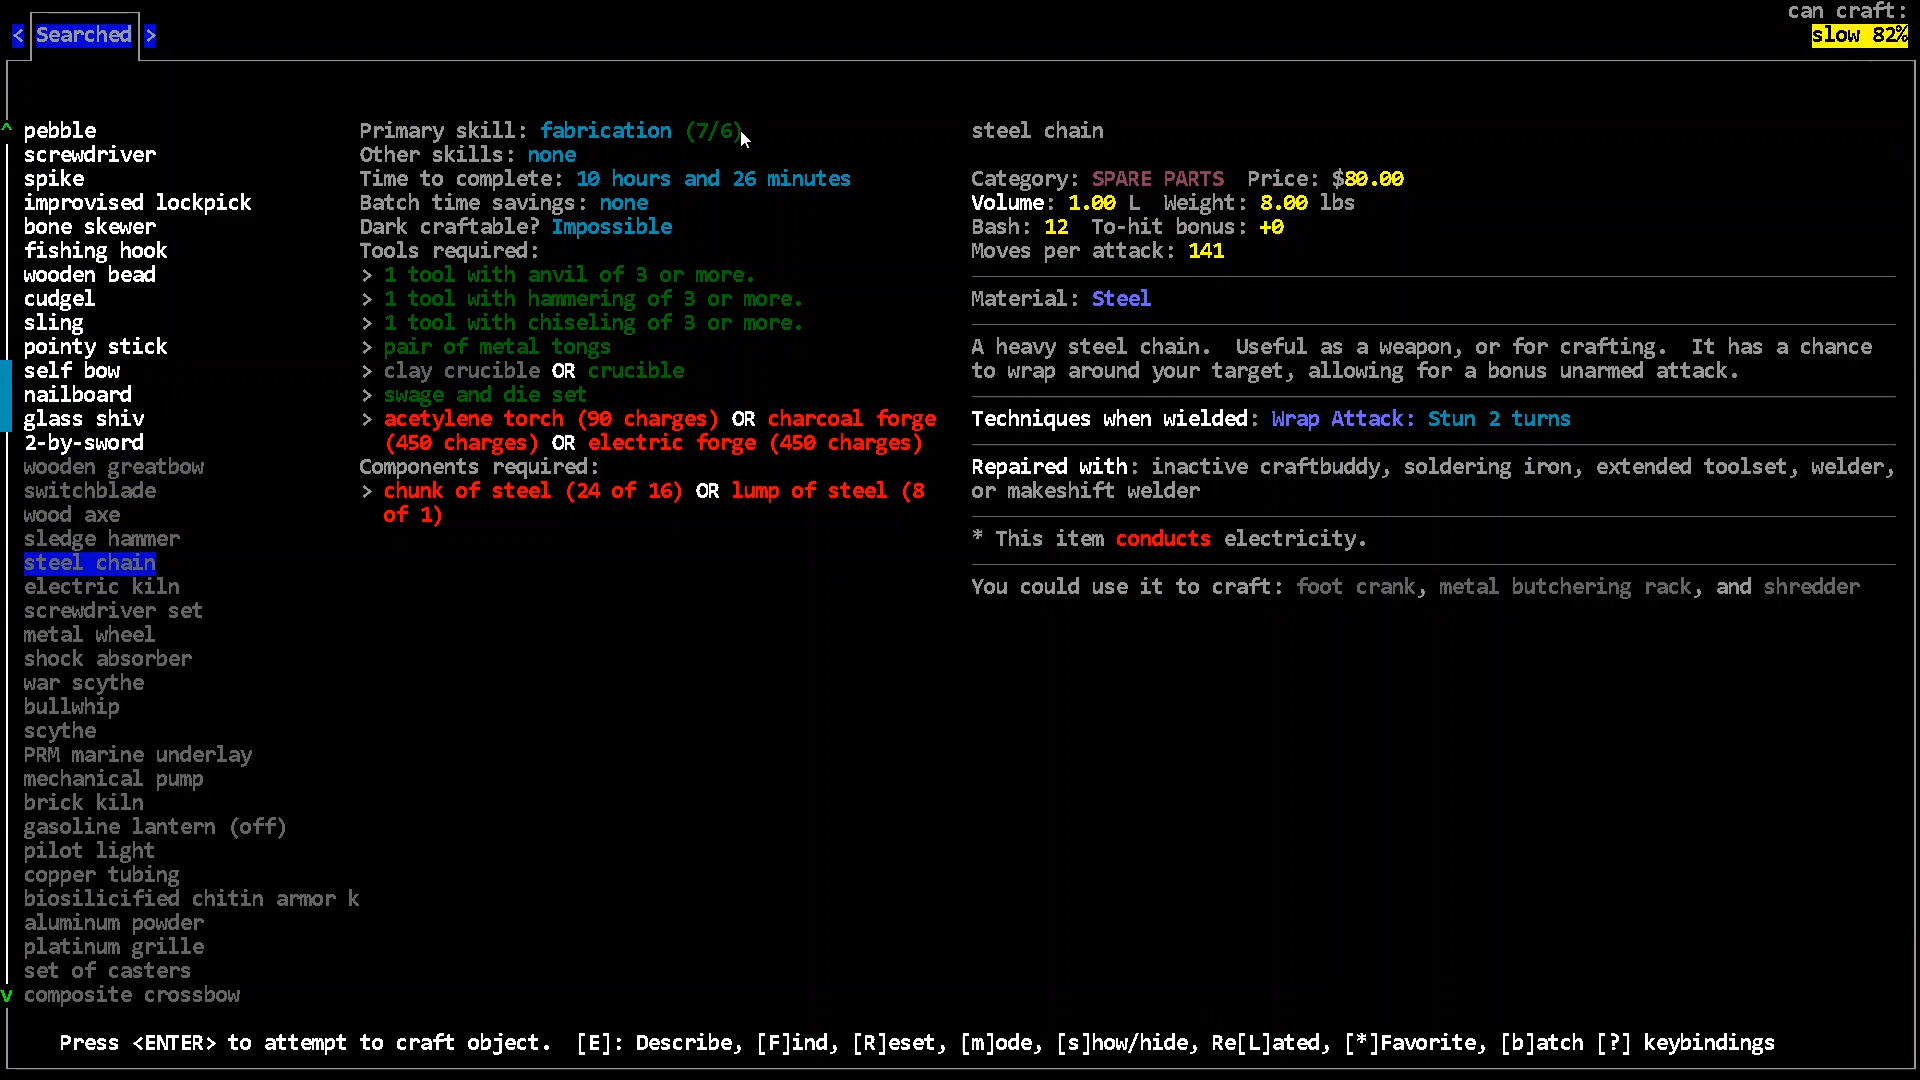 can craft:
< Searched >
slow 82%
^ pebble
screwdriver
spike
improvised lockpick
bone skewer
fishing hook
wooden bead
cudgel
sling
pointy stick
self bow
nailboard
glass shiv
2-by-sword
wooden greatbow
switchblade
wood axe
sledge hammer
steel chain
electric kiln
screwdriver set
metal wheel
shock absorber
war scythe
bullwhip
scythe
PRM marine underlay
mechanical pump
brick kiln
gasoline lantern (off)
pilot light
copper tubing
biosilicified chitin armor k
aluminum powder
platinum grille
set of casters
v composite crossbow
Primary skill: fabrication (7/6)
Other skills: none
Time to complete: 10 hours and 26 minutes
Batch time savings: none
Dark craftable? Impossible
Tools required:
> 1 tool with anvil of 3 or more.
> 1 tool with hammering of 3 or more.
> 1 tool with chiseling of 3 or more.
> pair of metal tongs
> clay crucible OR crucible
> swage and die set
> acetylene torch (90 charges) OR charcoal forge
(450 charges) OR electric forge (450 charges)
Components required:
> chunk of steel (24 of 16) OR lump of steel (8
of 1)
steel chain
Category: SPARE PARTS Price: $80.00
Volume: 1.00 L Weight: 8.00 lbs
Bash: 12 To-hit bonus: +0
Moves per attack: 141
Material: Steel
A heavy steel chain. Useful as a weapon, or for crafting. It has a chance
to wrap around your target, allowing for a bonus unarmed attack.
Techniques when wielded: Wrap Attack: Stun 2 turns
Repaired with: inactive craftbuddy, soldering iron, extended toolset, welder,
or makeshift welder
* This item conducts electricity.
You could use it to craft: foot crank, metal butchering rack, and shredder
Press <ENTER> to attempt to craft object. [E]: Describe, [F]ind, [R]eset, [m]ode, [s]how/hide, Re[L]ated, [*]Favorite, [b]atch [?] keybindings